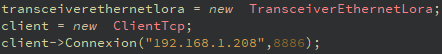 transceiverethernetlora = new  TransceiverEthernetLora;
client = new  ClientTcp;
client->Connexion("192.168.1.208",8886);